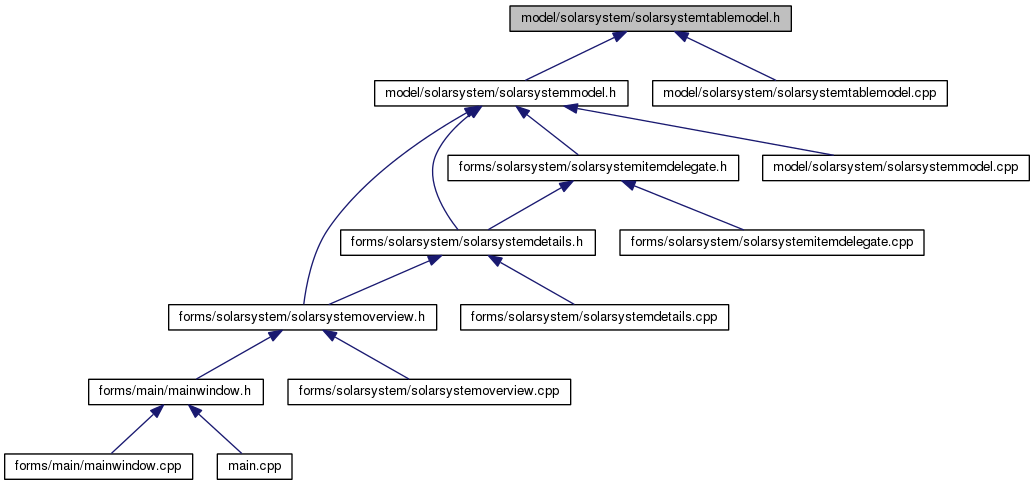 model/solarsystem/solarsystemtablemodel.h
model/solarsystem/solarsystemmodel.h
model/solarsystem/solarsystemtablemodel.cpp
forms/solarsystem/solarsystemitemdelegate.h
model/solarsystem/solarsystemmodel.cpp
forms/solarsystem/solarsystemdetails.h
forms/solarsystem/solarsystemitemdelegate.cpp
forms/solarsystem/solarsystemoverview.h
forms/solarsystem/solarsystemdetails.cpp
forms/main/mainwindow.h
forms/solarsystem/solarsystemoverview.cpp
forms/main/mainwindow.cpp
main.cpp